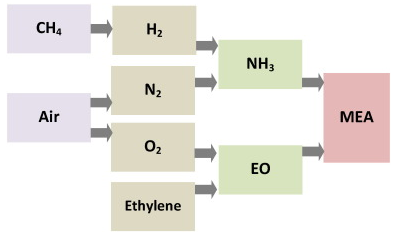 CH₄
H₂
N₂
NH₃
Air
O₂
MEA
EO
Ethylene